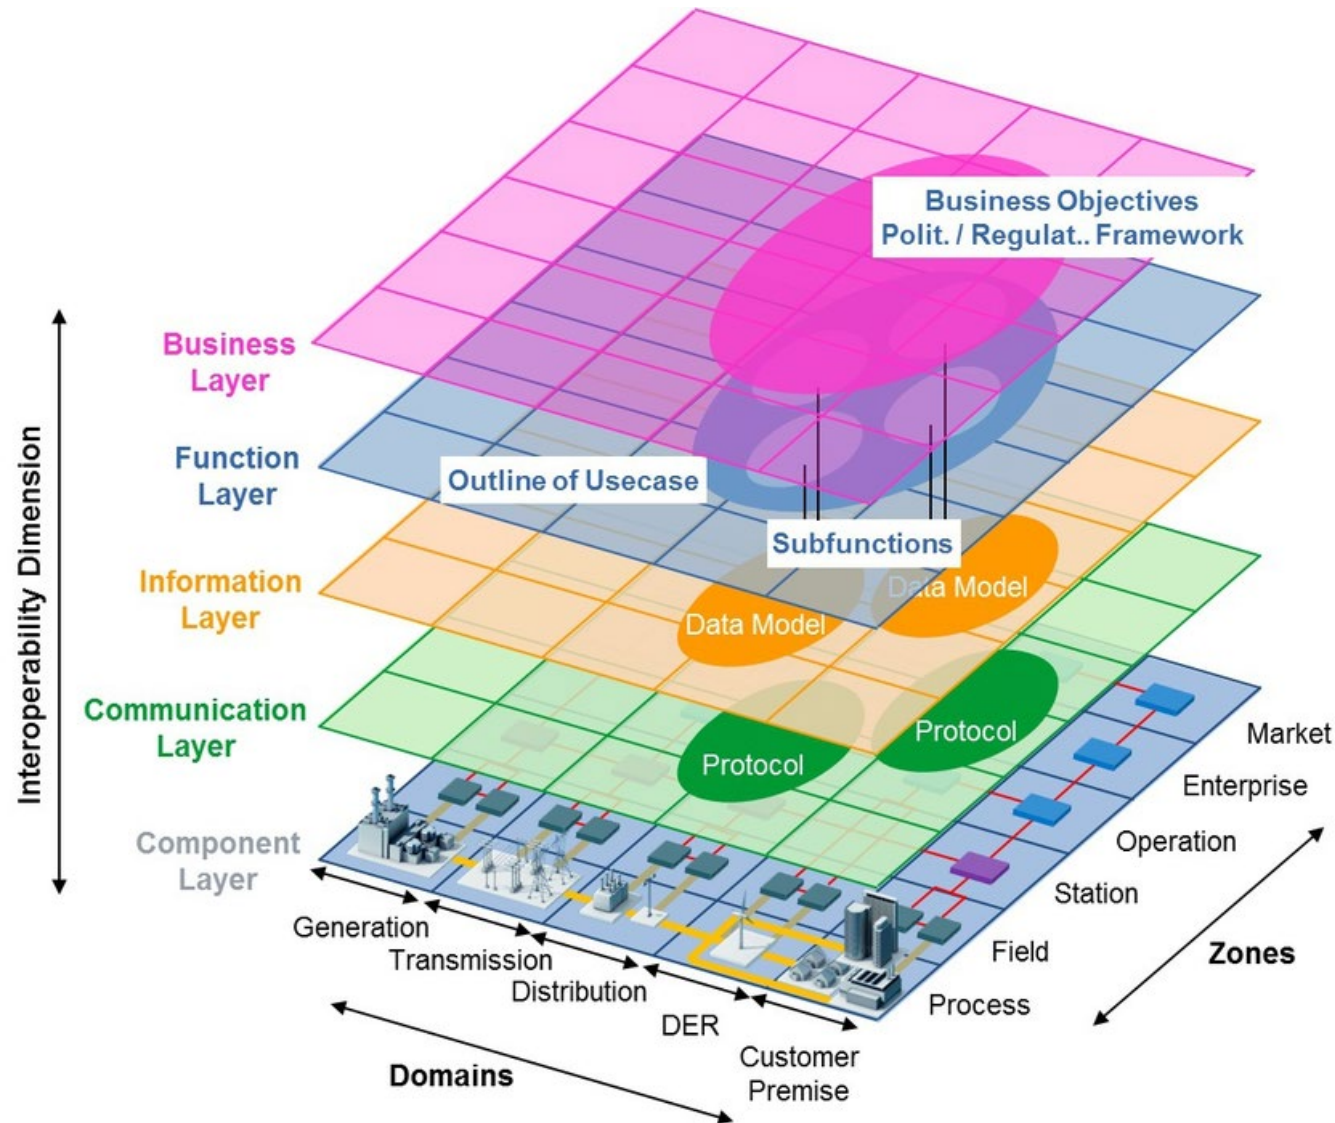 Business Objectives
Polit. / Regulat.. Framework
Business
Layer
Function
Layer
Outline of Usecase
Subfunctions
Information
Layer
Data Model
Data Model
Communication
Layer
Protocol
Protocol
Component
Layer
Interoperability Dimension
Generation
Transmission
Distribution
DER
Customer
Premise
Domains
Market
Enterprise
Operation
Station
Field
Process
Zones